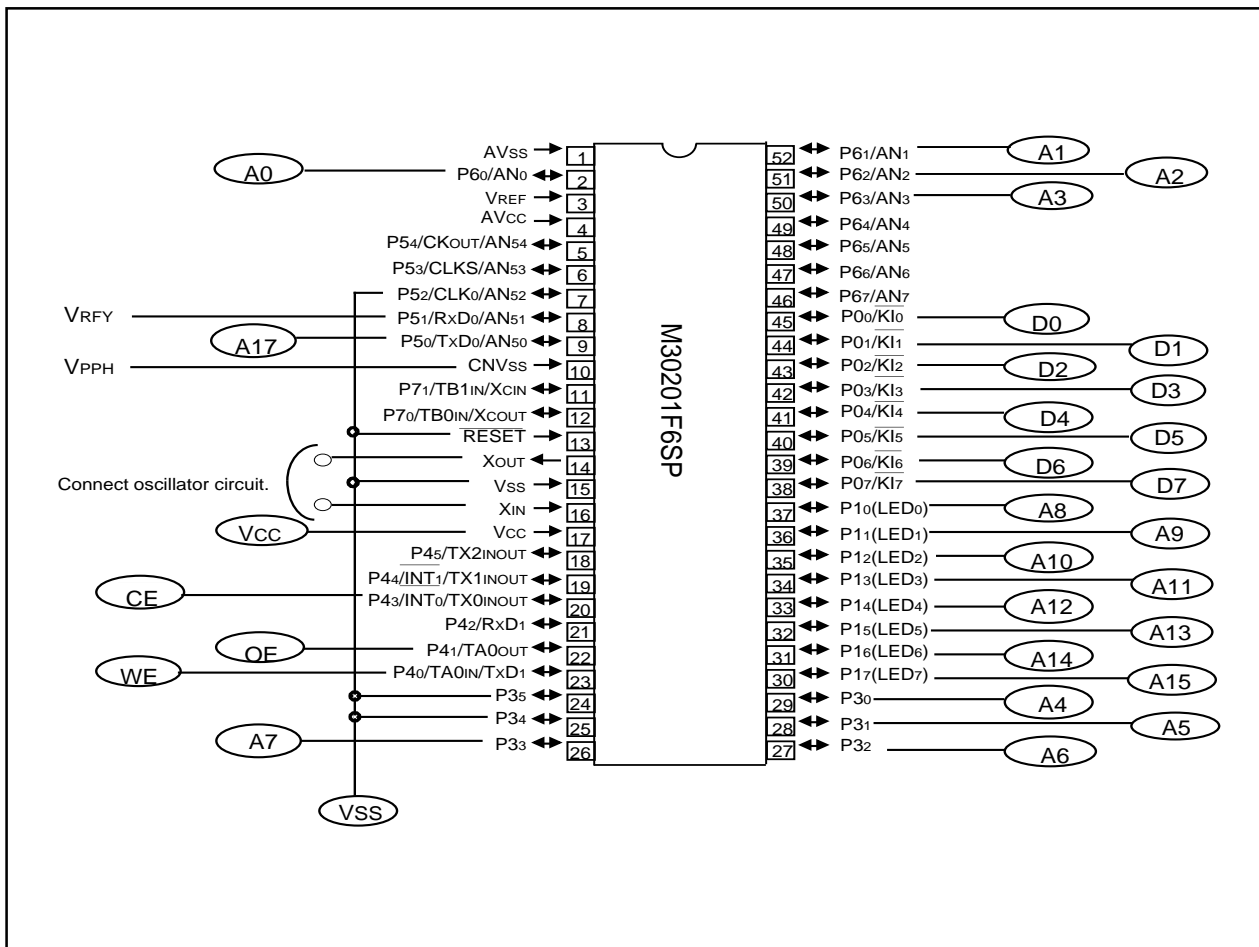 AVSS 1
A0 P60/AN0 2
VREF 3
AVCC 4
P54/CKOUT/AN54 5
P53/CLKS/AN53 6
P52/CLK0/AN52 7
VRFY P51/RXD0/AN51 8
A17 P50/TXD0/AN50 9
VPPH CNVSS 10
P71/TB1IN/XCIN 11
P70/TB0IN/XCOUT 12
RESET 13
XOUT 14
Connect oscillator circuit.
VSS 15
XIN 16
VCC VCC 17
P45/TX2INOUT 18
P44/INT1/TX1INOUT 19
CE P43/INT0/TX0INOUT 20
P42/RXD1 21
OE P41/TA0OUT 22
WE P40/TA0IN/TXD1 23
P35 24
P34 25
A7 P33 26
VSS
M30201F6SP
52 P61/AN1 A1
51 P62/AN2 A2
50 P63/AN3 A3
49 P64/AN4
48 P65/AN5
47 P66/AN6
46 P67/AN7
45 P00/KI0 D0
44 P01/KI1 D1
43 P02/KI2 D2
42 P03/KI3 D3
41 P04/KI4 D4
40 P05/KI5 D5
39 P06/KI6 D6
38 P07/KI7 D7
37 P10(LED0) A8
36 P11(LED1) A9
35 P12(LED2) A10
34 P13(LED3) A11
33 P14(LED4) A12
32 P15(LED5) A13
31 P16(LED6) A14
30 P17(LED7) A15
29 P30 A4
28 P31 A5
27 P32 A6